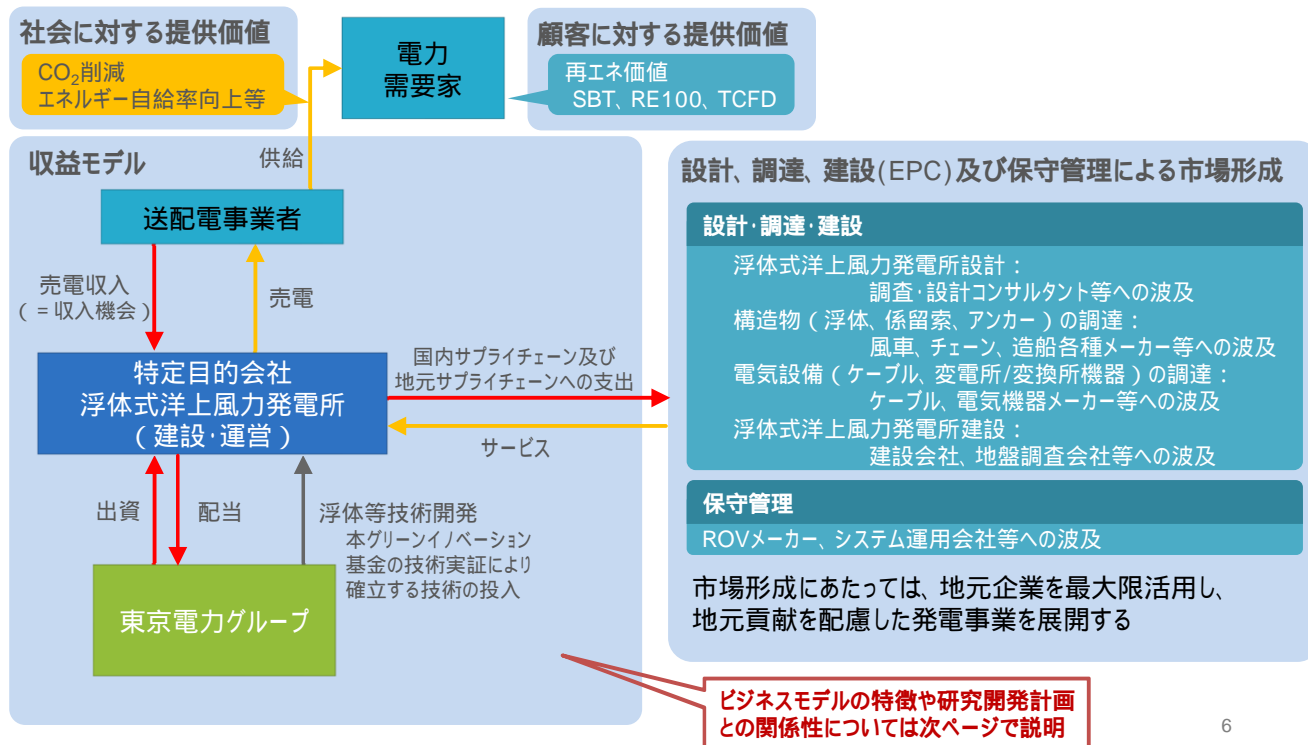 社会に対する提供価値
CO₂削減
エネルギー自給率向上等
電力
需要家
顧客に対する提供価値
再エネ価値
SBT、RE100、TCFD
収益モデル
供給
送配電事業者
売電収入
(=収入機会)
売電
特定目的会社
浮体式洋上風力発電所
(建設・運営)
国内サプライチェーン及び
地元サプライチェーンへの支出
サービス
出資
配当
浮体等技術開発
本グリーンイノベーション
基金の技術実証により
確立する技術の投入
東京電力グループ
設計、調達、建設(EPC)及び保守管理による市場形成
設計・調達・建設
浮体式洋上風力発電所設計:
調査・設計コンサルタント等への波及
構造物(浮体、係留索、アンカー)の調達:
風車、チェーン、造船各種メーカー等への波及
電気設備(ケーブル、変電所/変換所機器)の調達:
ケーブル、電気機器メーカー等への波及
浮体式洋上風力発電所建設:
建設会社、地盤調査会社等への波及
保守管理
ROVメーカー、システム運用会社等への波及
市場形成にあたっては、地元企業を最大限活用し、
地元貢献を配慮した発電事業を展開する
ビジネスモデルの特徴や研究開発計画
との関係性については次ページで説明
6